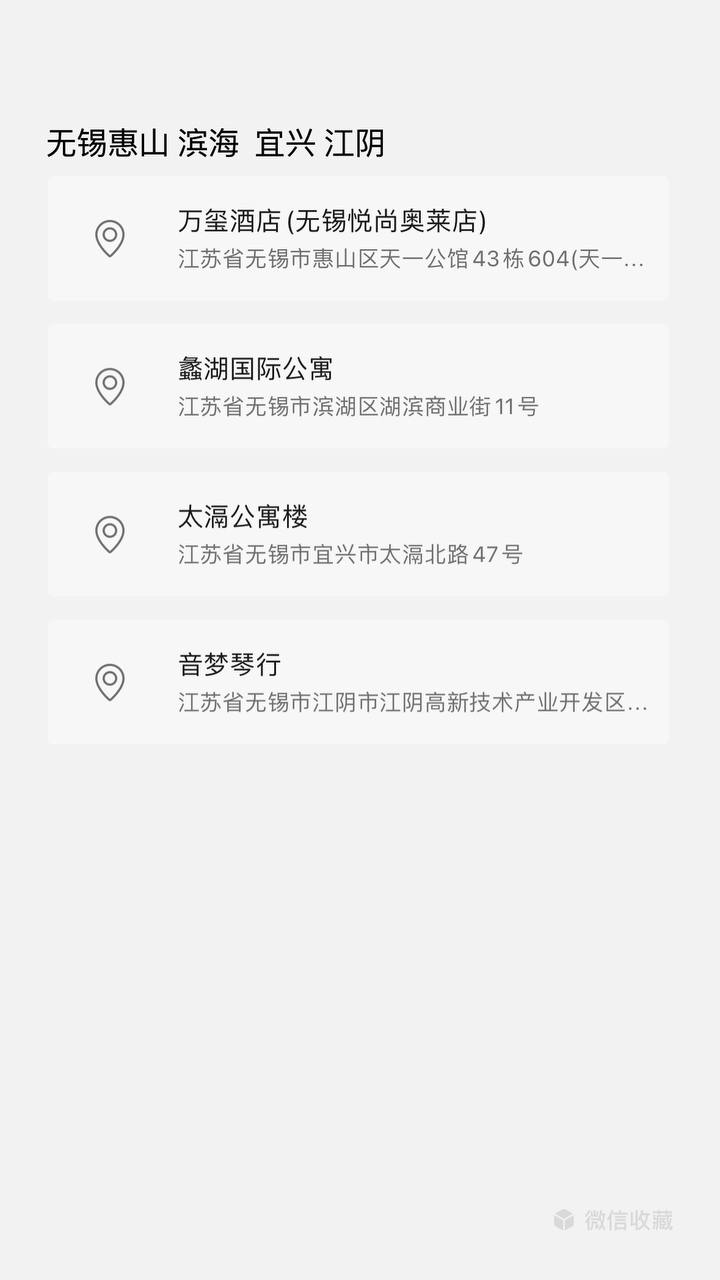 无锡惠山 滨海 宜兴 江阴
万玺酒店(无锡悦尚奥莱店)
江苏省无锡市惠山区天一公馆43栋604(天一...
蠡湖国际公寓
江苏省无锡市滨湖区湖滨商业街11号
太滆公寓楼
江苏省无锡市宜兴市太滆北路47号
音梦琴行
江苏省无锡市江阴市江阴高新技术产业开发区...
微信收藏